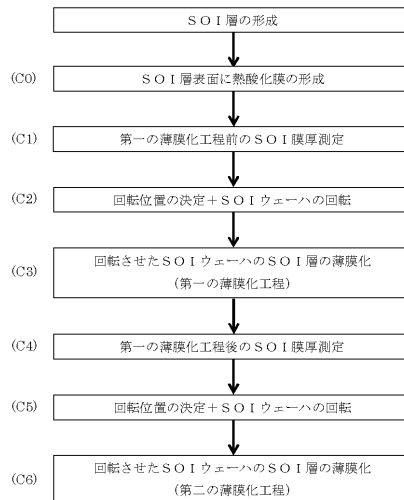 ＳＯＩ層の形成
(C0) ＳＯＩ層表面に熱酸化膜の形成
(C1) 第一の薄膜化工程前のＳＯＩ膜厚測定
(C2) 回転位置の決定＋ＳＯＩウェーハの回転
(C3) 回転させたＳＯＩウェーハのＳＯＩ層の薄膜化
(第一の薄膜化工程)
(C4) 第一の薄膜化工程後のＳＯＩ膜厚測定
(C5) 回転位置の決定＋ＳＯＩウェーハの回転
(C6) 回転させたＳＯＩウェーハのＳＯＩ層の薄膜化
(第二の薄膜化工程)